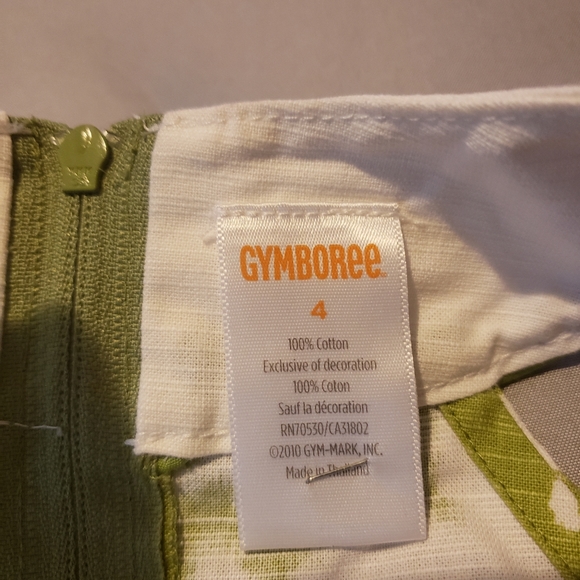 GYMBOREE
4
100% Cotton
Exclusive of decoration
100% Coton
Sauf la décoration
RN70530/CA31802
©2010 GYM-MARK, INC.
Made in Thailand